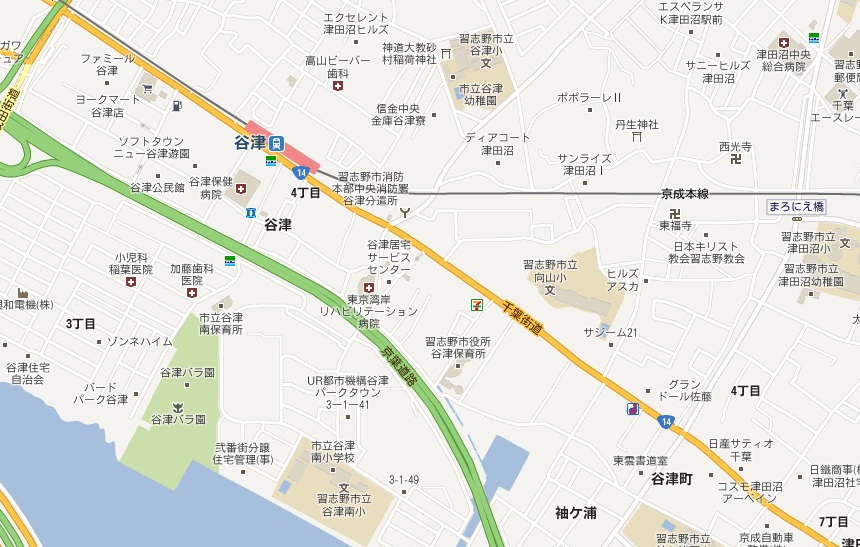 エクセレント
津田沼ヒルズ
エスペランサ
K津田沼駅前
ファミール
谷津
高山ビーバー
歯科
神道大教砂
村稲荷神社
習志野市立
谷津小
文
市立谷津
幼稚園
サニーヒルズ
津田沼
津田沼中央
総合病院
ヨークマート
谷津店
信金中央
金庫谷津寮
ポポラーレⅡ
千葉
エースレー
丹生神社
ディアコート
津田沼
西光寺
サンライズ
津田沼Ⅰ
ソフトタウン
ニュー谷津遊園
谷津
14
習志野市消防
本部中央消防署
谷津分遣所
谷津公民館
谷津保健
病院
4丁目
京成本線
まろにえ橋
谷津
東福寺
日本キリスト
教会習志野教会
習志野市立
津田沼小
文
習志野市立
津田沼幼稚園
谷津居宅
サービス
センター
小児科
稲葉医院
加藤歯科
医院
習志野市立
向山小
文
ヒルズ
アスカ
東京湾岸
リハビリテーション
病院
千葉街道
サジーム21
市立谷津
南保育所
3丁目
ゾンネハイム
習志野市役所
谷津保育所
京葉道路
谷津住宅
自治会
バード
パーク谷津
谷津バラ園
谷津バラ園
UR都市機構谷津
パークタウン
3ー1ー41
グラン
ドール佐藤
4丁目
14
弐番街分譲
住宅管理(事)
市立谷津
南小学校
文
習志野市立
谷津南小
3-1-49
日産サティオ
千葉
東雲書道室
谷津町
コスモ津田沼
アーベイン
袖ケ浦
7丁目
京成自動車